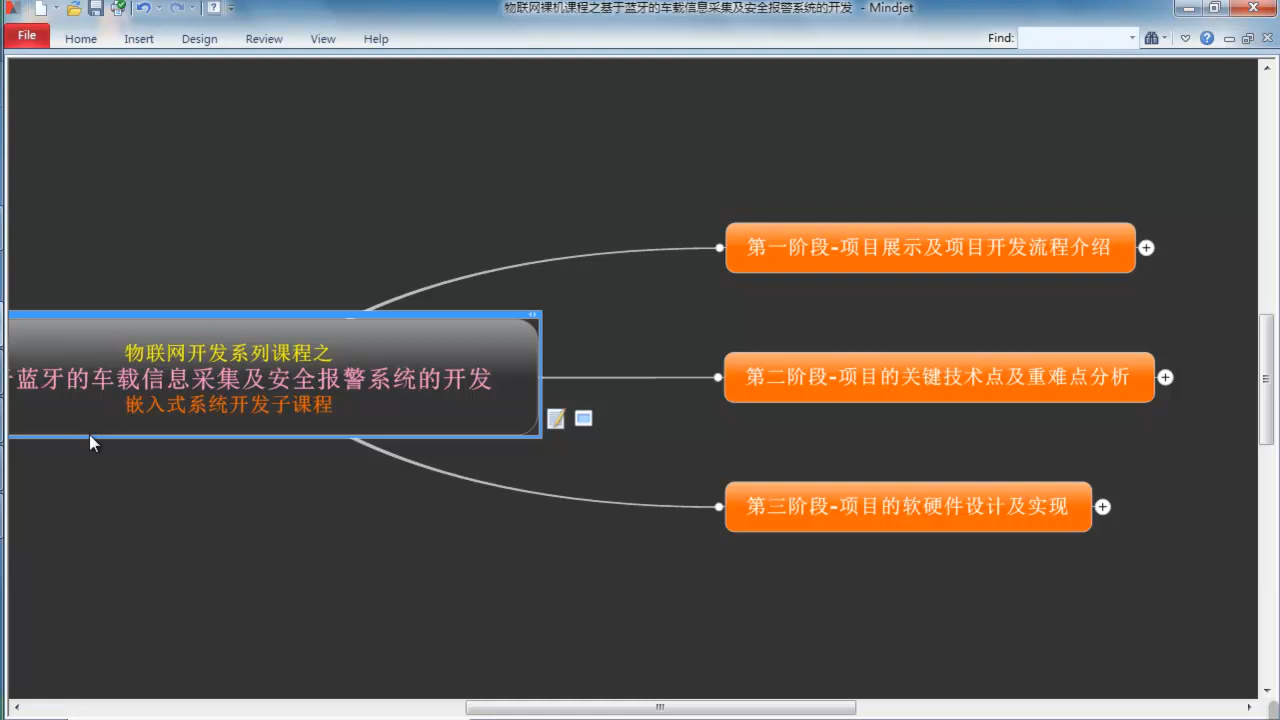 物联网裸机课程之基于蓝牙的车载信息采集及安全报警系统的开发 - Mindjet
File
Home
Insert
Design
Review
View
Help
Find:
第一阶段-项目展示及项目开发流程介绍
物联网开发系列课程之
蓝牙的车载信息采集及安全报警系统的开发
嵌入式系统开发子课程
第二阶段-项目的关键技术点及重难点分析
第三阶段-项目的软硬件设计及实现